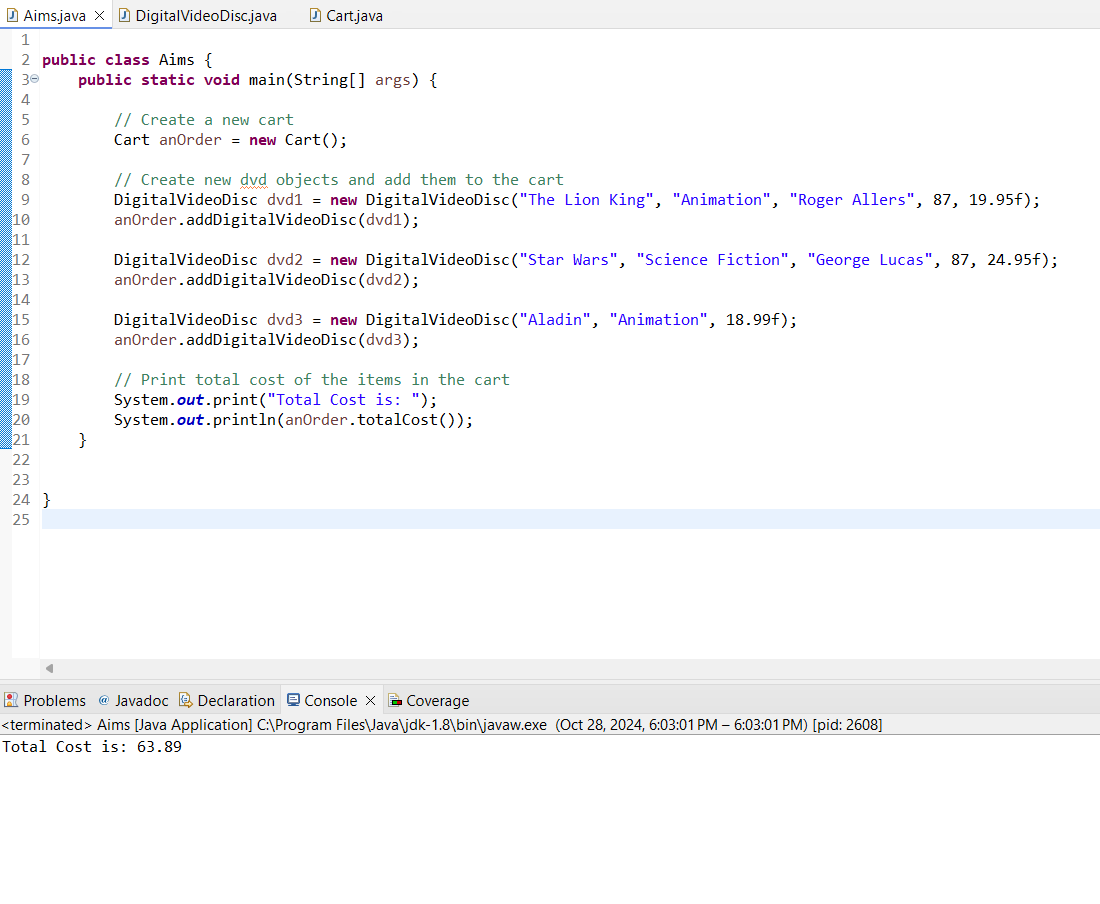 Aims.java DigitalVideoDisc.java Cart.java
1
2 public class Aims {
3 public static void main(String[] args) {
4
5 // Create a new cart
6 Cart anOrder = new Cart();
7
8 // Create new dvd objects and add them to the cart
9 DigitalVideoDisc dvd1 = new DigitalVideoDisc("The Lion King", "Animation", "Roger Allers", 87, 19.95f);
10 anOrder.addDigitalVideoDisc(dvd1);
11
12 DigitalVideoDisc dvd2 = new DigitalVideoDisc("Star Wars", "Science Fiction", "George Lucas", 87, 24.95f);
13 anOrder.addDigitalVideoDisc(dvd2);
14
15 DigitalVideoDisc dvd3 = new DigitalVideoDisc("Aladin", "Animation", 18.99f);
16 anOrder.addDigitalVideoDisc(dvd3);
17
18 // Print total cost of the items in the cart
19 System.out.print("Total Cost is: ");
20 System.out.println(anOrder.totalCost());
21 }
22
23
24 }
25
Problems @ Javadoc Declaration Console Coverage
<terminated> Aims [Java Application] C:\Program Files\Java\jdk-1.8\bin\javaw.exe (Oct 28, 2024, 6:03:01 PM – 6:03:01 PM) [pid: 2608]
Total Cost is: 63.89